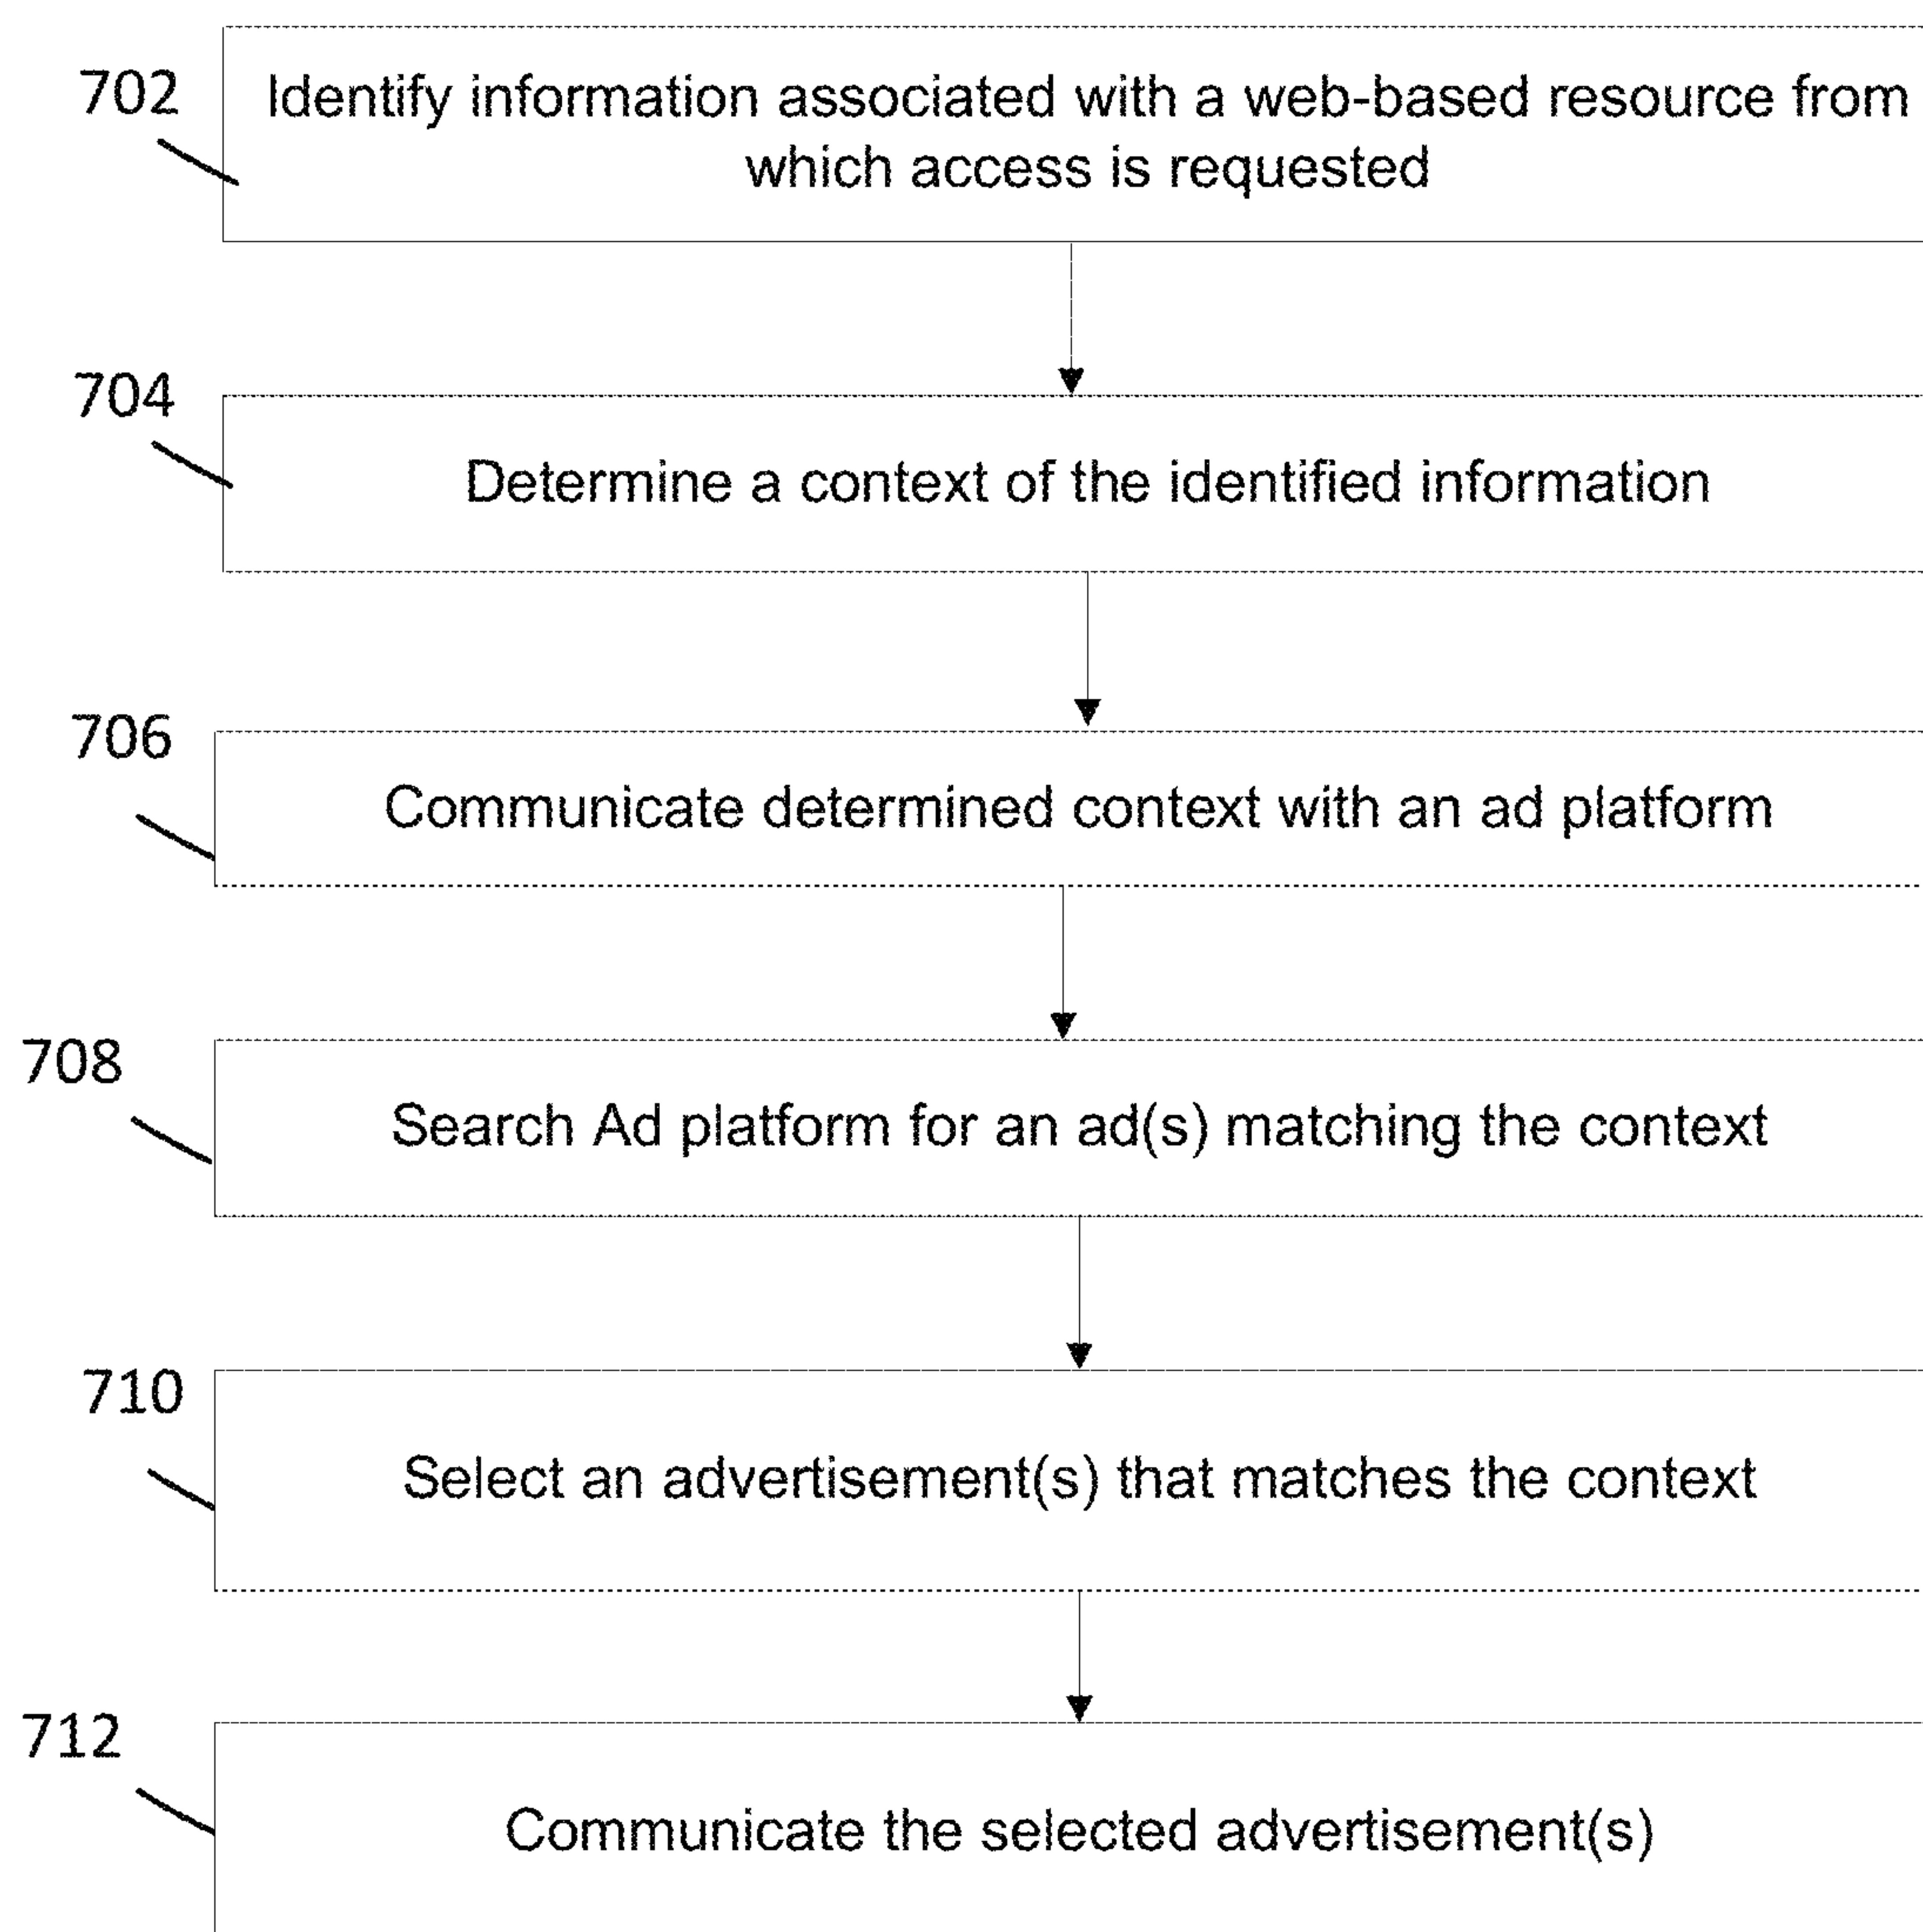 702
Identify information associated with a web-based resource from
which access is requested
704
Determine a context of the identified information
706
Communicate determined context with an ad platform
708
Search Ad platform for an ad(s) matching the context
710
Select an advertisement(s) that matches the context
712
Communicate the selected advertisement(s)